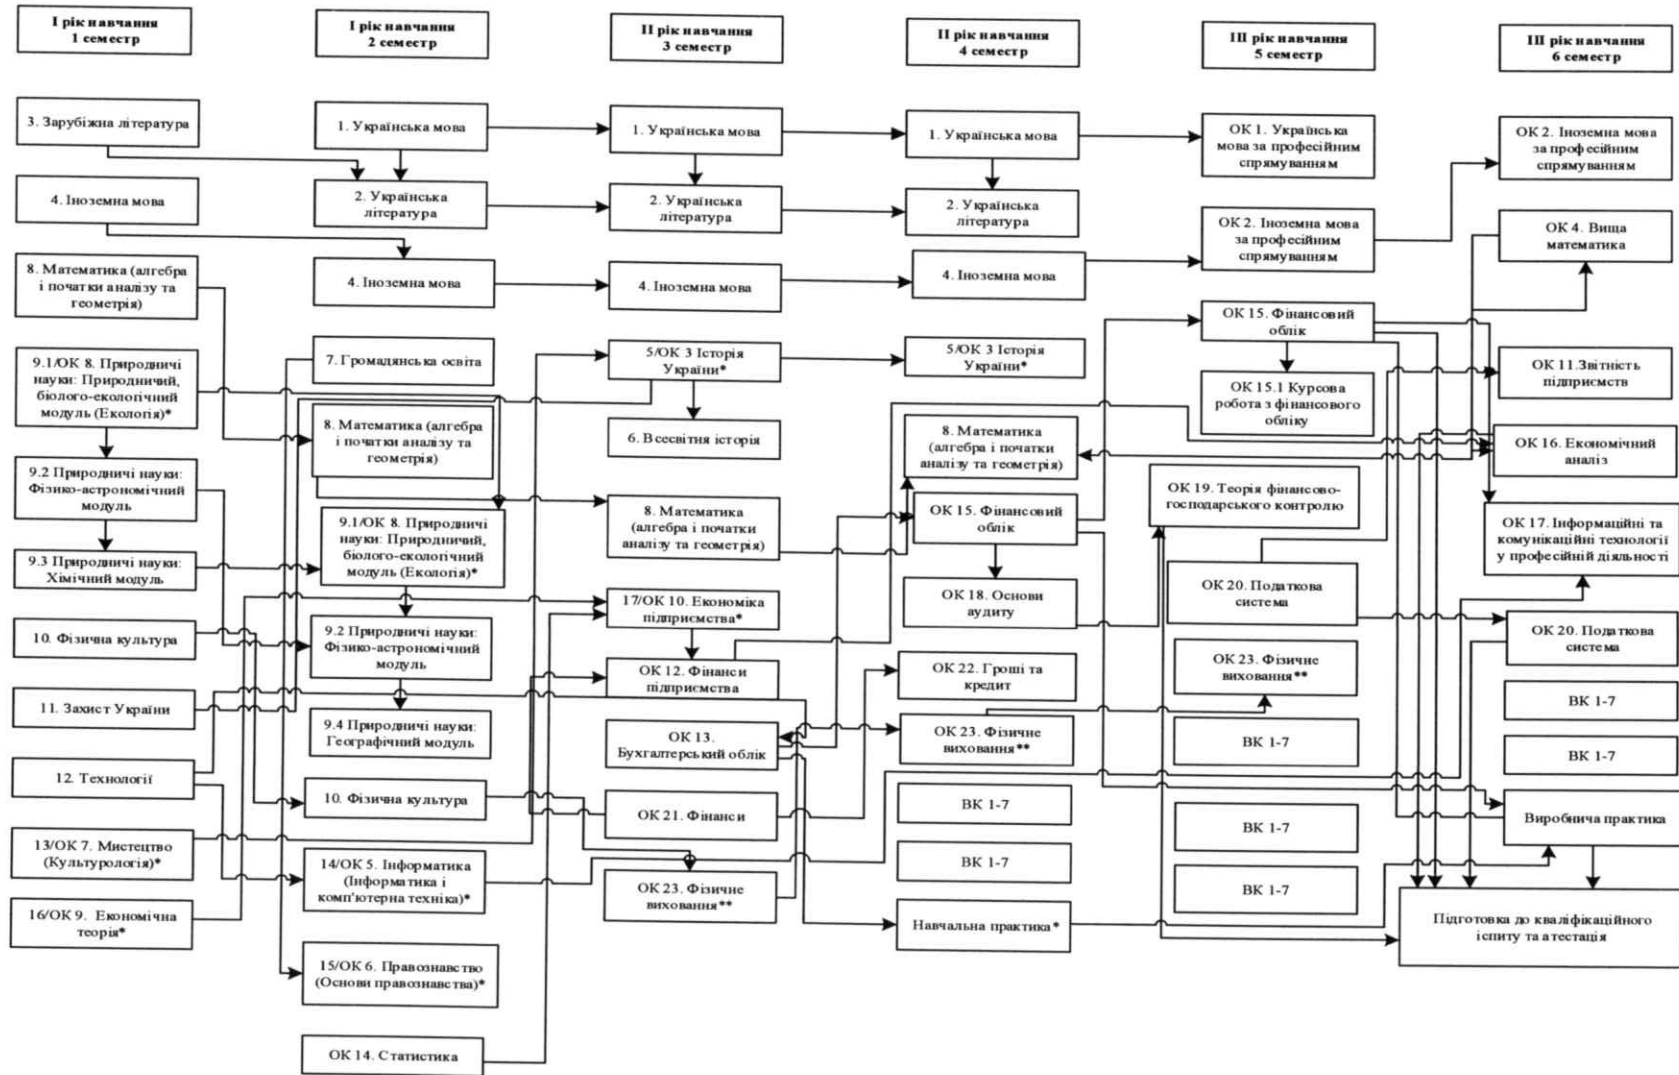 I рік навчання
1 семестр
I рік навчання
2 семестр
II рік навчання
3 семестр
II рік навчання
4 семестр
III рік навчання
5 семестр
III рік навчання
6 семестр
3. Зарубіжна література
4. Іноземна мова
8. Математика (алгебра
і початки аналізу та
геометрія)
9.1/ОК 8. Природничі
науки: Природничий,
біолого-екологічний
модуль (Екологія)*
9.2 Природничі науки:
Фізико-астрономічний
модуль
9.3 Природничі науки:
Хімічний модуль
10. Фізична культура
11. Захист України
12. Технології
13/ОК 7. Мистецтво
(Культурологія)*
16/ОК 9. Економічна
теорія*
1. Українська мова
2. Українська
література
4. Іноземна мова
7. Громадянська освіта
8. Математика (алгебра
і початки аналізу та
геометрія)
9.1/ОК 8. Природничі
науки: Природничий,
біолого-екологічний
модуль (Екологія)*
9.2 Природничі науки:
Фізико-астрономічний
модуль
9.4 Природничі науки:
Географічний модуль
10. Фізична культура
14/ОК 5. Інформатика
(Інформатика і
комп'ютерна техніка)*
15/ОК 6. Правознавство
(Основи правознавства)*
ОК 14. Статистика
1. Українська мова
2. Українська
література
4. Іноземна мова
5/ОК 3 Історія
України*
6. Всесвітня історія
8. Математика
(алгебра і початки
аналізу та геометрія)
17/ОК 10. Економіка
підприємства*
ОК 12. Фінанси
підприємства
ОК 13.
Бухгалтерський облік
ОК 21. Фінанси
ОК 23. Фізичне
виховання**
1. Українська мова
2. Українська
література
4. Іноземна мова
5/ОК 3 Історія
України*
8. Математика
(алгебра і початки
аналізу та геометрія)
ОК 15. Фінансовий
облік
ОК 18. Основи
аудиту
ОК 22. Гроші та
кредит
ОК 23. Фізичне
виховання**
ВК 1-7
ВК 1-7
Навчальна практика*
ОК 1. Українська
мова за професійним
спрямуванням
ОК 2. Іноземна мова
за професійним
спрямуванням
ОК 15. Фінансовий
облік
ОК 15.1 Курсова
робота з фінансового
обліку
ОК 19. Теорія фінансово-
господарського контролю
ОК 20. Податкова
система
ОК 23. Фізичне
виховання**
ВК 1-7
ВК 1-7
ВК 1-7
ОК 2. Іноземна мова
за професійним
спрямуванням
ОК 4. Вища
математика
ОК 11.Звітність
підприємств
ОК 16. Економічний
аналіз
ОК 17. Інформаційні та
комунікаційні технології
у професійній діяльності
ОК 20. Податкова
система
ВК 1-7
ВК 1-7
Виробнича практика
Підготовка до кваліфікаційного
іспиту та атестація